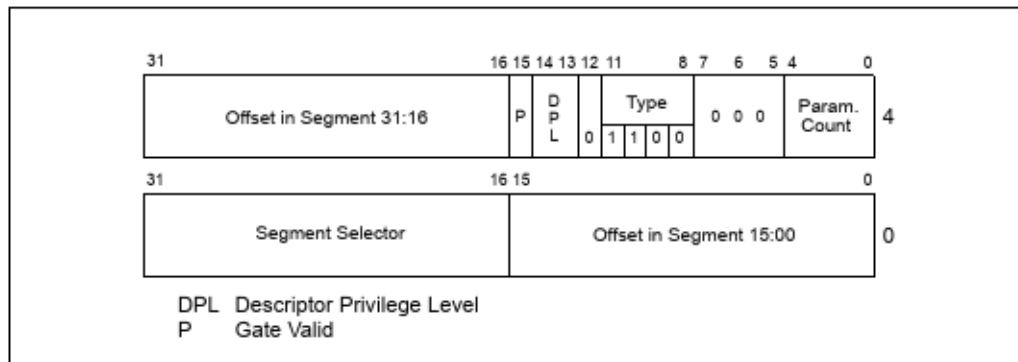 31 16 15 14 13 12 11 8 7 6 5 4 0
Offset in Segment 31:16 P DPL 0 Type 1 1 0 0 0 0 0 Param. Count 4
31 16 15 0
Segment Selector Offset in Segment 15:00 0
DPL Descriptor Privilege Level
P Gate Valid